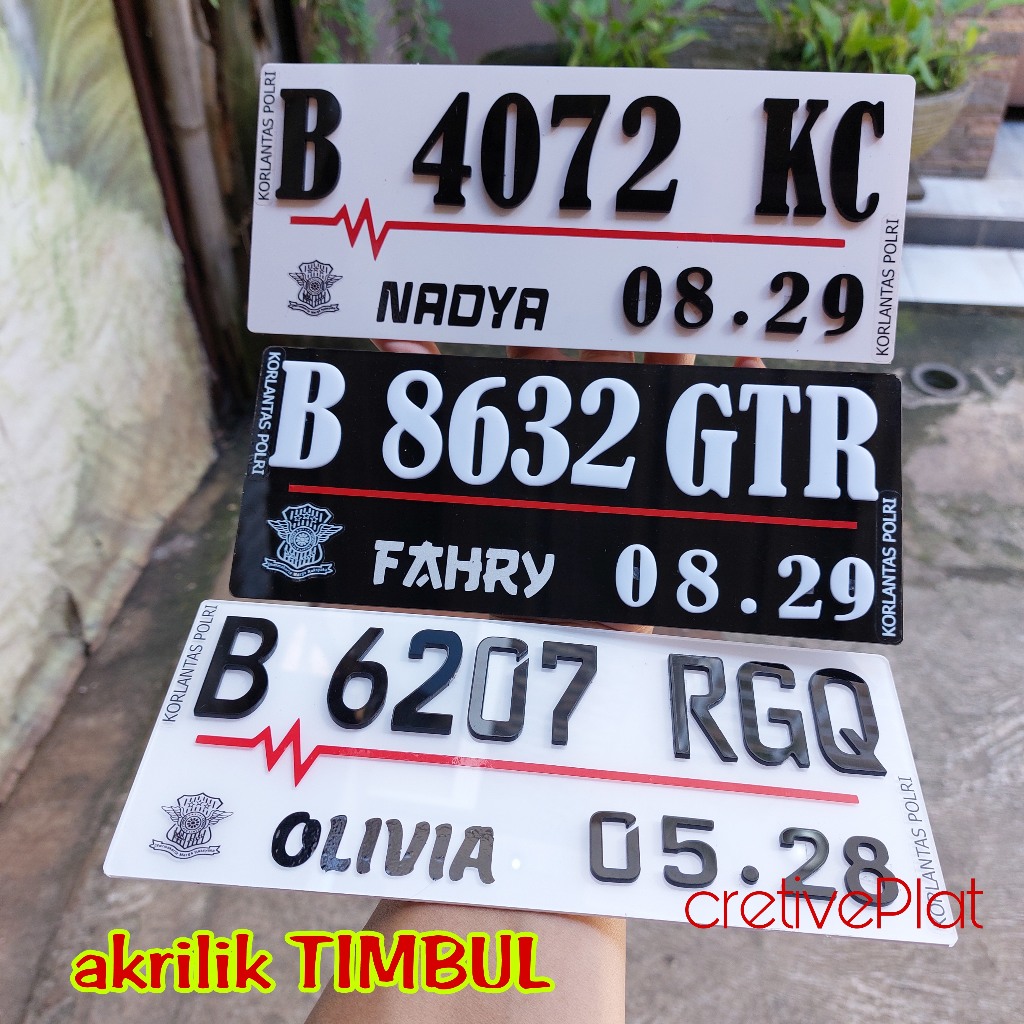 KORLANTAS POLRI
B 4072 KC
NADYA
08.29
KORLANTAS POLRI
KORLANTAS POLRI
B 8632 GTR
FAHRY
08.29
KORLANTAS POLRI
KORLANTAS POLRI
B 6207 RGQ
OLIVIA
05.28
KORLANTAS POLRI
cretivePlat
akrilik TIMBUL